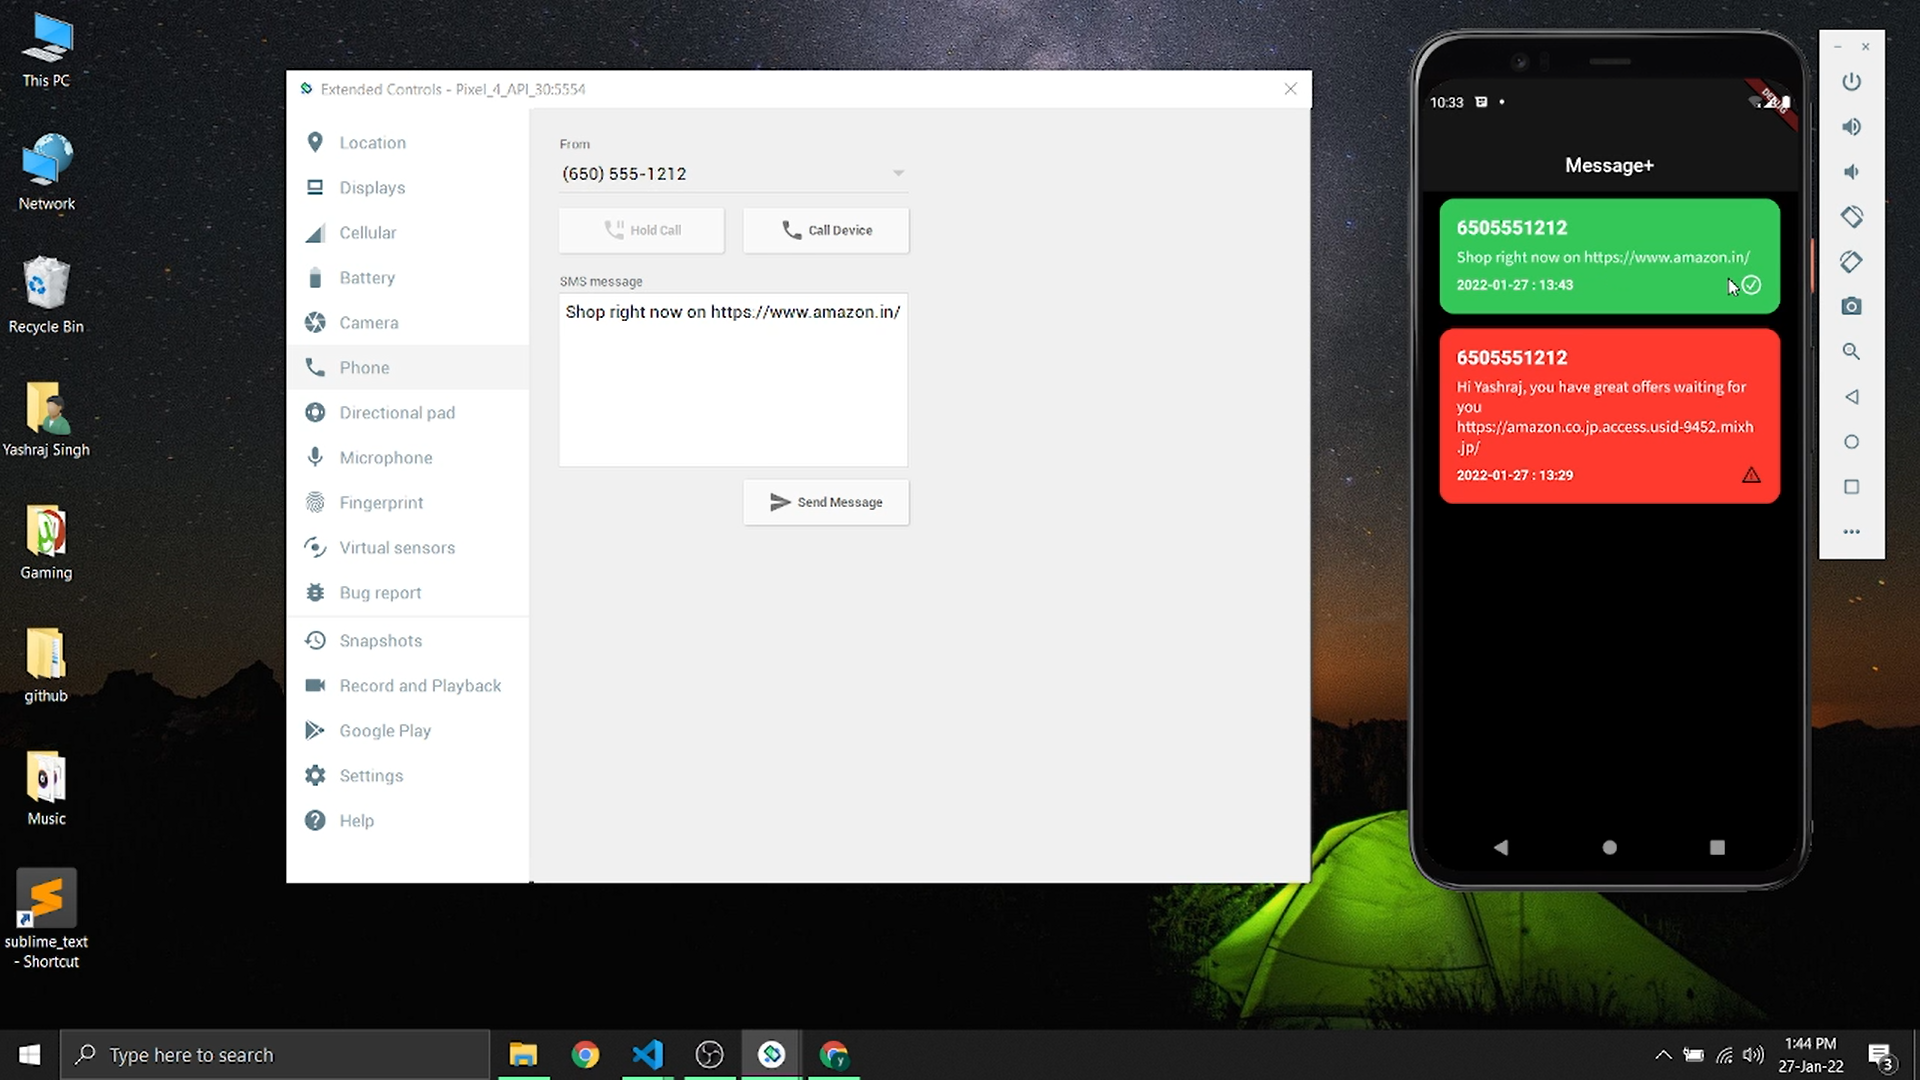 This PC
Network
Recycle Bin
Yashraj Singh
Gaming
github
Music
sublime_text
- Shortcut
Extended Controls - Pixel_4_API_30:5554
Location
Displays
Cellular
Battery
Camera
Phone
Directional pad
Microphone
Fingerprint
Virtual sensors
Bug report
Snapshots
Record and Playback
Google Play
Settings
Help
From
(650) 555-1212
Hold Call
Call Device
SMS message
Shop right now on https://www.amazon.in/
Send Message
10:33
DEBUG
Message+
6505551212
Shop right now on https://www.amazon.in/
2022-01-27 : 13:43
6505551212
Hi Yashraj, you have great offers waiting for
you
https://amazon.co.jp.access.usid-9452.mixh
.jp/
2022-01-27 : 13:29
Type here to search
y
1:44 PM
27-Jan-22
3